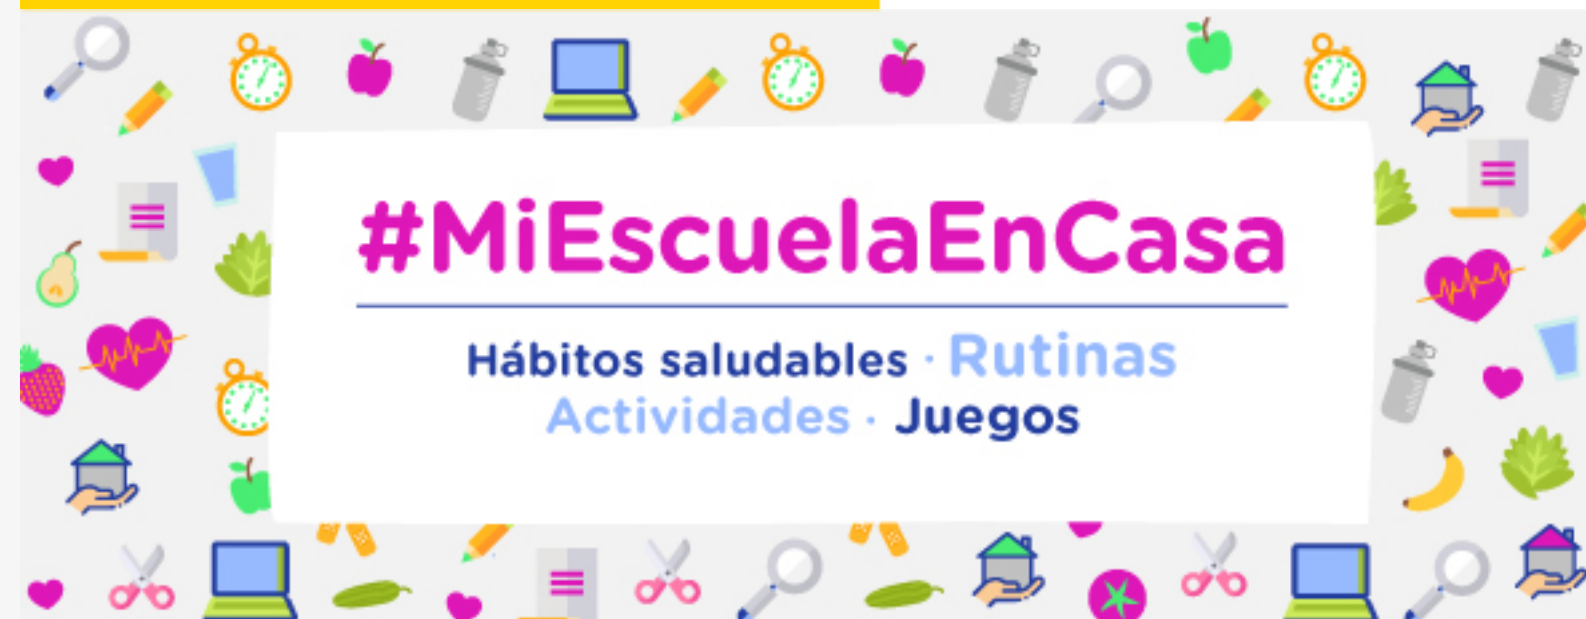 #MiEscuelaEnCasa
Hábitos saludables · Rutinas
Actividades · Juegos